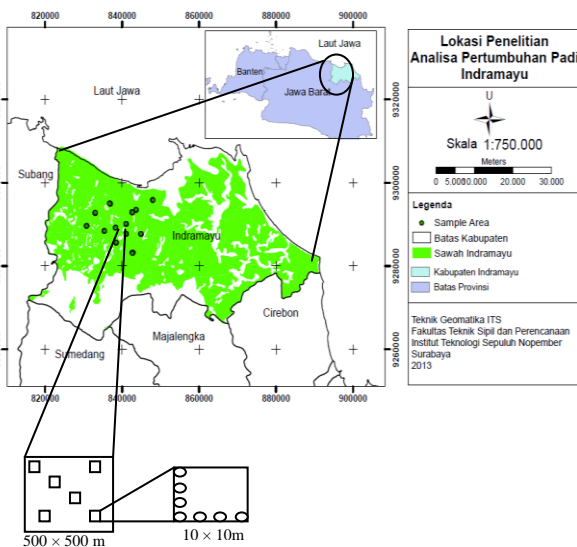 820000 840000 860000 880000 900000
Laut Jawa
Banten
Jawa Barat
Laut Jawa
Subang
Indramayu
Cirebon
Majalengka
Sumedang
9320000
9300000
9280000
9260000
820000 840000 860000 880000 900000
500 × 500 m
10 × 10m
Lokasi Penelitian
Analisa Pertumbuhan Padi
Indramayu
U
Skala 1:750.000
Meters
0 5.00010.000 20.000 30.000
Legenda
Sample Area
Batas Kabupaten
Sawah Indramayu
Kabupaten Indramayu
Batas Provinsi
Teknik Geomatika ITS
Fakultas Teknik Sipil dan Perencanaan
Institut Teknologi Sepuluh Nopember
Surabaya
2013